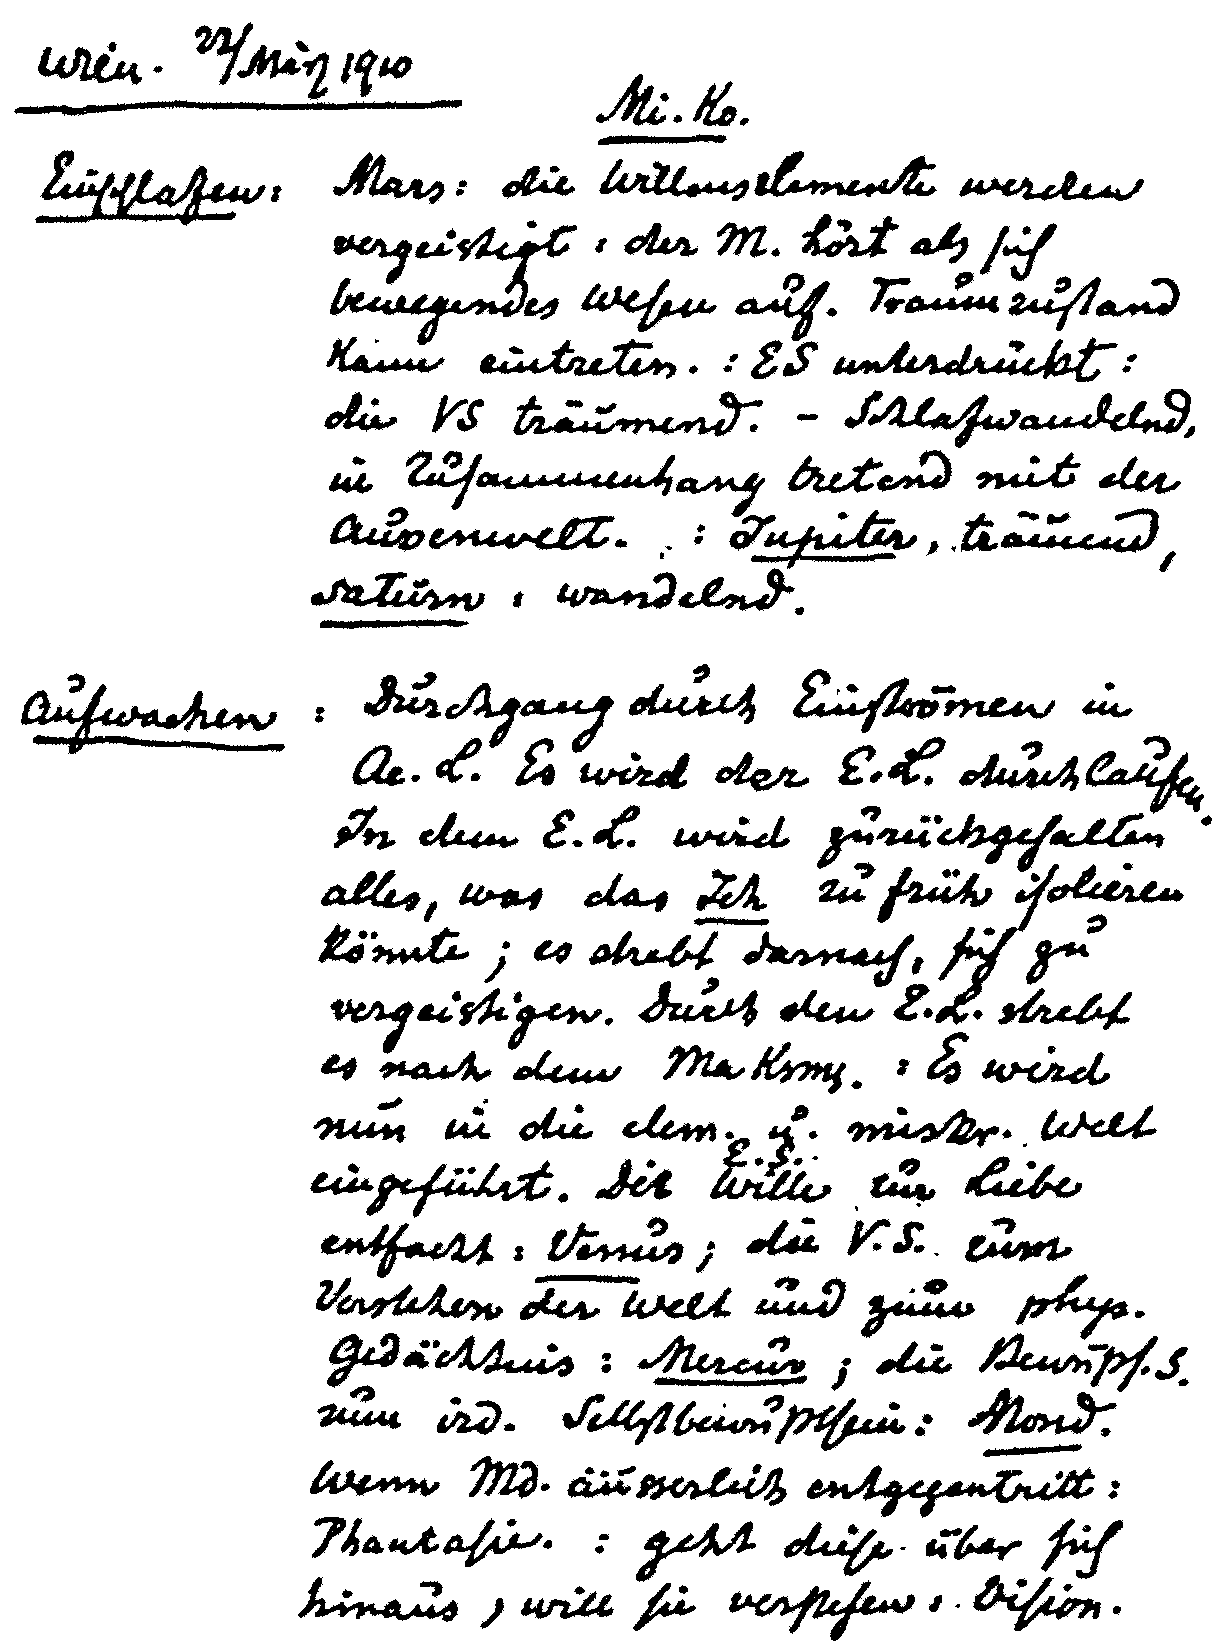 Wien. 22/März 1910
Mi. Ko.
Einschlafen: Mars: die Willenselemente werden
vergeistigt: der M. hört als sich
bewegendes Wesen auf. Traumzustand
kann eintreten. : ES unterdrückt:
die VS träumend. – Schlafwandelnd,
in Zusammenhang tretend mit der
Aussenwelt. : Jupiter, träumend,
Saturn: wandelnd.
Aufwachen: Durchgang durch Einströmen in
Ae. L. Es wird der E.L. durchlaufen.
In dem E.L. wird zurückgehalten
alles, was das Ich zu früh isolieren
könnte; es strebt darnach, sich zu
vergeistigen. Durch den E.L. strebt
es nach dem Maksms. : Es wird
nun in die elem. u. miskr. Welt
eingeführt. Der Wille zur Liebe
E.S.
entfacht: Venus; die V.S. zum
Verstehen der Welt und zum phys.
Gedächtnis: Mercur; die Bewußs. S.
zum ird. Selbstbewußtsein: Mond.
Wenn Md. äusserlich entgegentritt:
Phantasie. : geht diese über sich
hinaus, will sie verstehen: Vision.